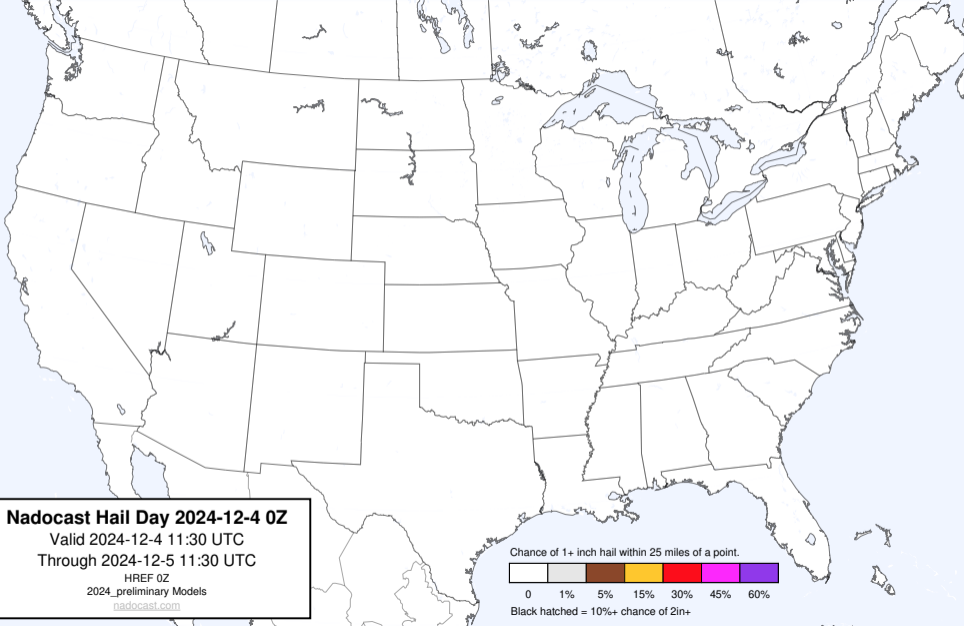 Nadocast Hail Day 2024-12-4 0Z
Valid 2024-12-4 11:30 UTC
Through 2024-12-5 11:30 UTC
HREF 0Z
2024_preliminary Models
nadocast.com
Chance of 1+ inch hail within 25 miles of a point.
0 1% 5% 15% 30% 45% 60%
Black hatched = 10%+ chance of 2in+